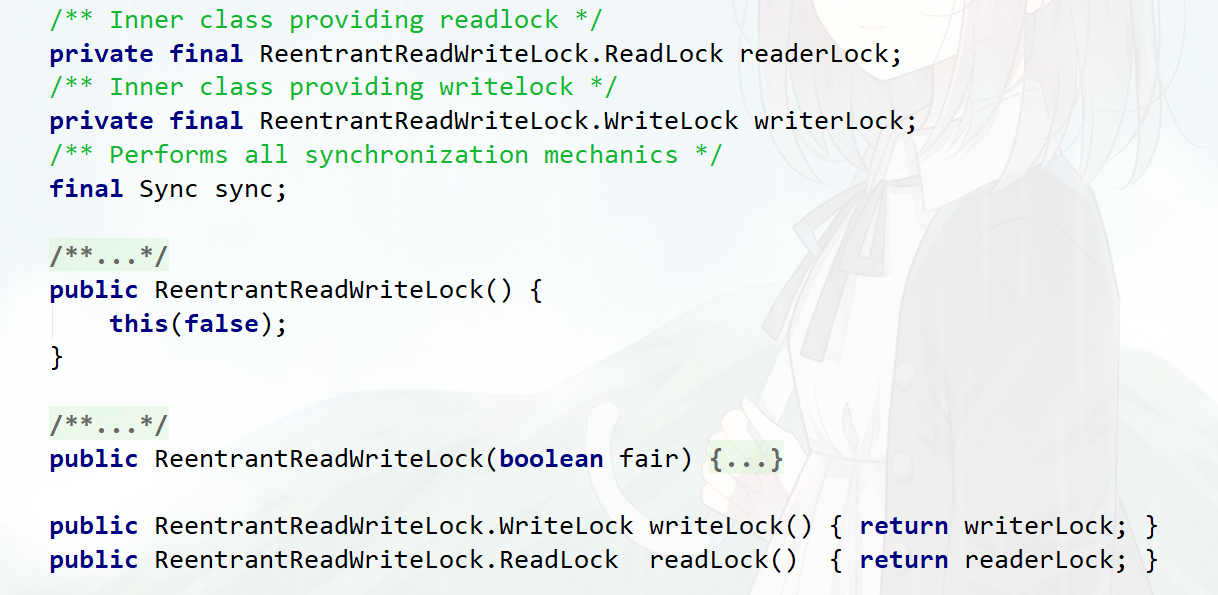 /** Inner class providing readlock */
private final ReentrantReadWriteLock.ReadLock readerLock;
/** Inner class providing writelock */
private final ReentrantReadWriteLock.WriteLock writerLock;
/** Performs all synchronization mechanics */
final Sync sync;
/**...*/
public ReentrantReadWriteLock() {
    this(false);
}
/**...*/
public ReentrantReadWriteLock(boolean fair) {...}
public ReentrantReadWriteLock.WriteLock writeLock() { return writerLock; }
public ReentrantReadWriteLock.ReadLock  readLock()  { return readerLock; }